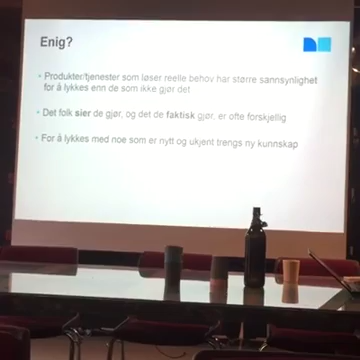 Enig?
• Produkter/tjenester som løser reelle behov har større sannsynlighet
for å lykkes enn de som ikke gjør det
• Det folk sier de gjør, og det de faktisk gjør, er ofte forskjellig
• For å lykkes med noe som er nytt og ukjent trengs ny kunnskap